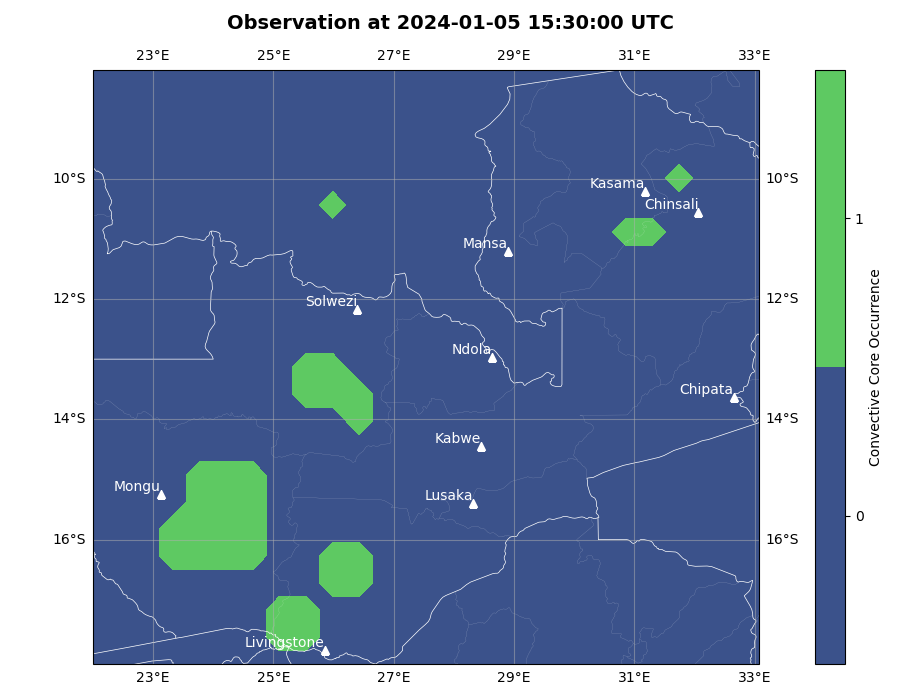 Observation at 2024-01-05 15:30:00 UTC
23°E 25°E 27°E 29°E 31°E 33°E
10°S 10°S
Kasama
Chinsali
Mansa
12°S 12°S
Solwezi
Ndola
Chipata
14°S 14°S
Kabwe
Mongu
Lusaka
16°S 16°S
Livingstone
23°E 25°E 27°E 29°E 31°E 33°E
1
0
Convective Core Occurrence